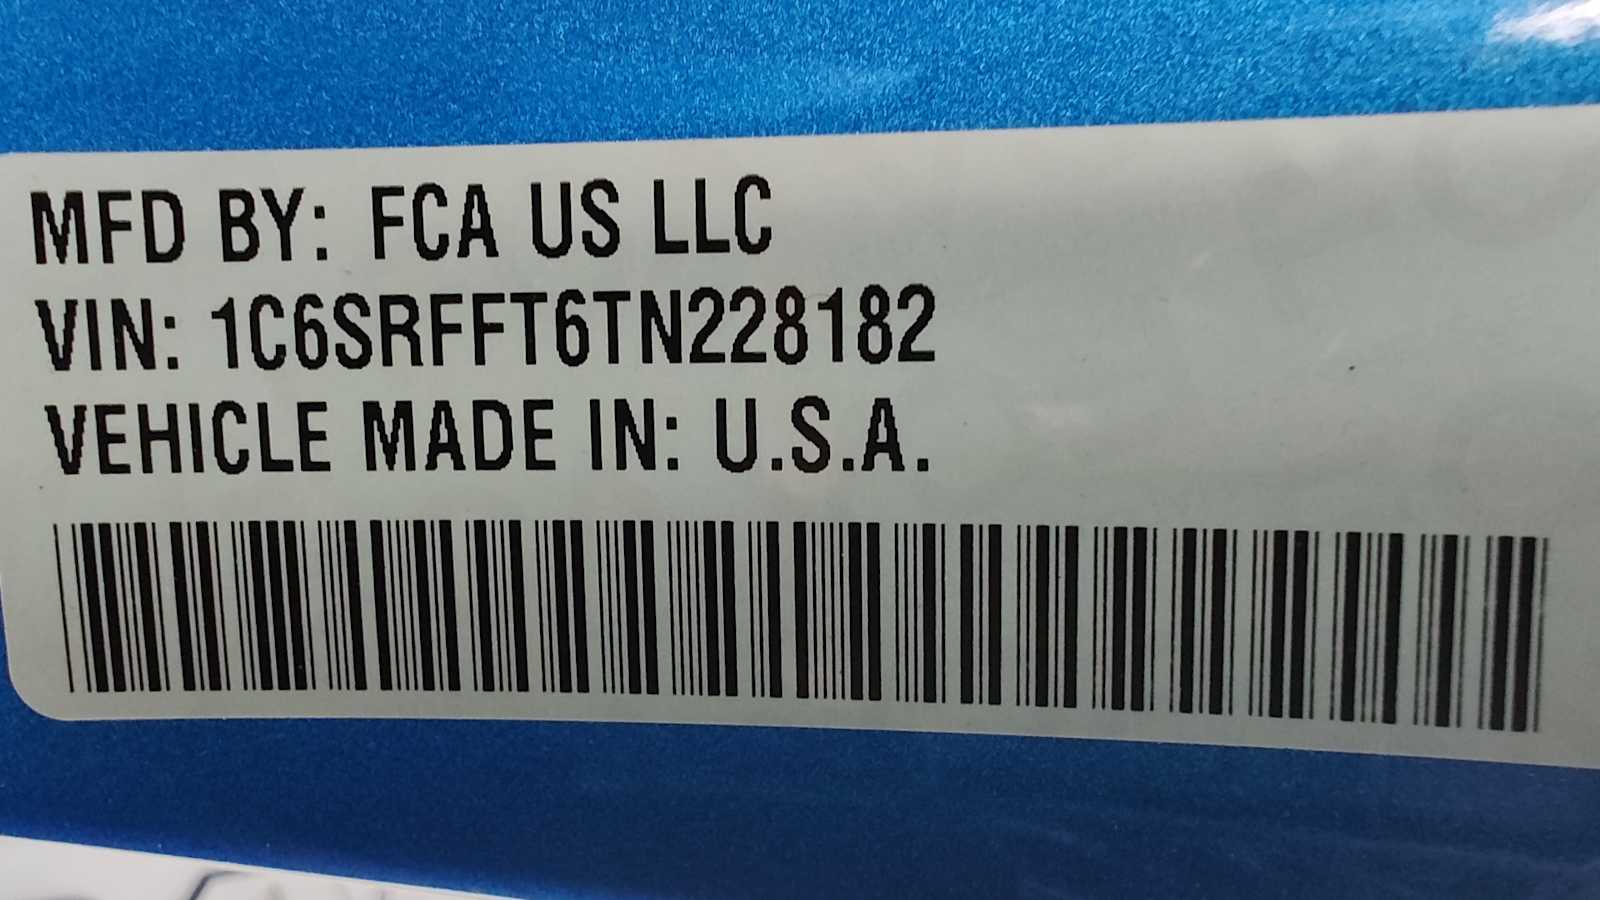 MFD BY: FCA US LLC
VIN: 1C6SRFFT6TN228182
VEHICLE MADE IN: U.S.A.